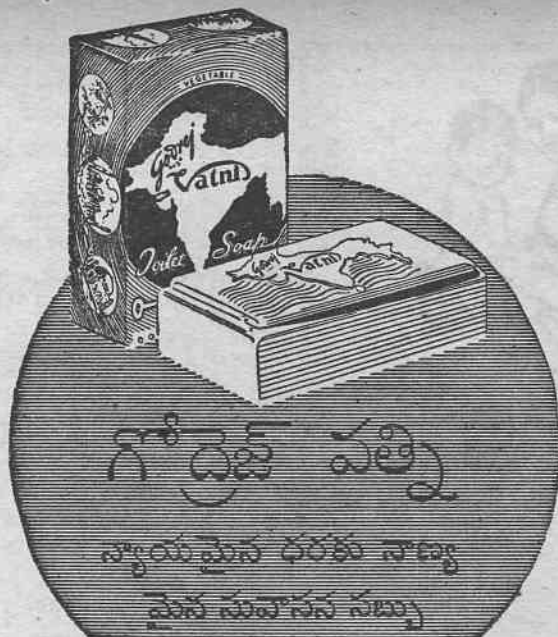 VEGETABLE
Godrej
Vatni
Toilet Soap
Godrej
Vatni
గోద్రెజ్ వత్ని
న్యాయమైన ధరకు నాణ్య
మైన సువాసన సబ్బు